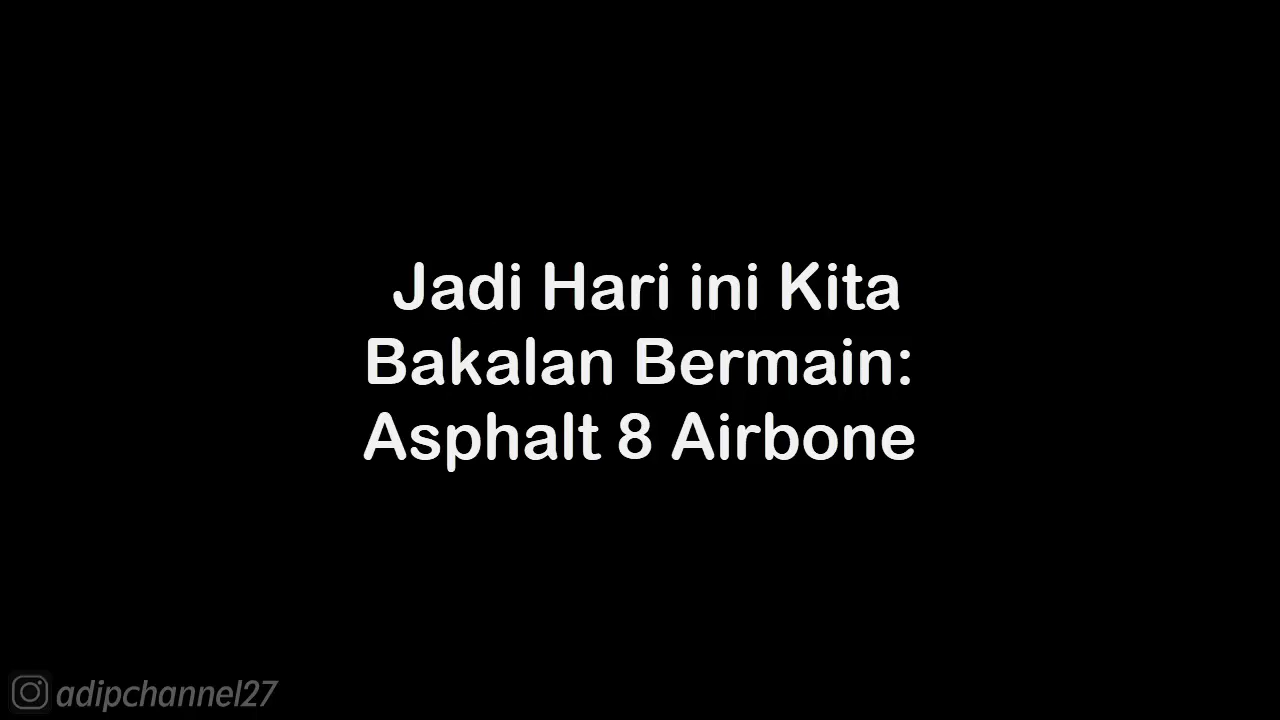 Jadi Hari ini Kita
Bakalan Bermain:
Asphalt 8 Airbone
adipchannel27